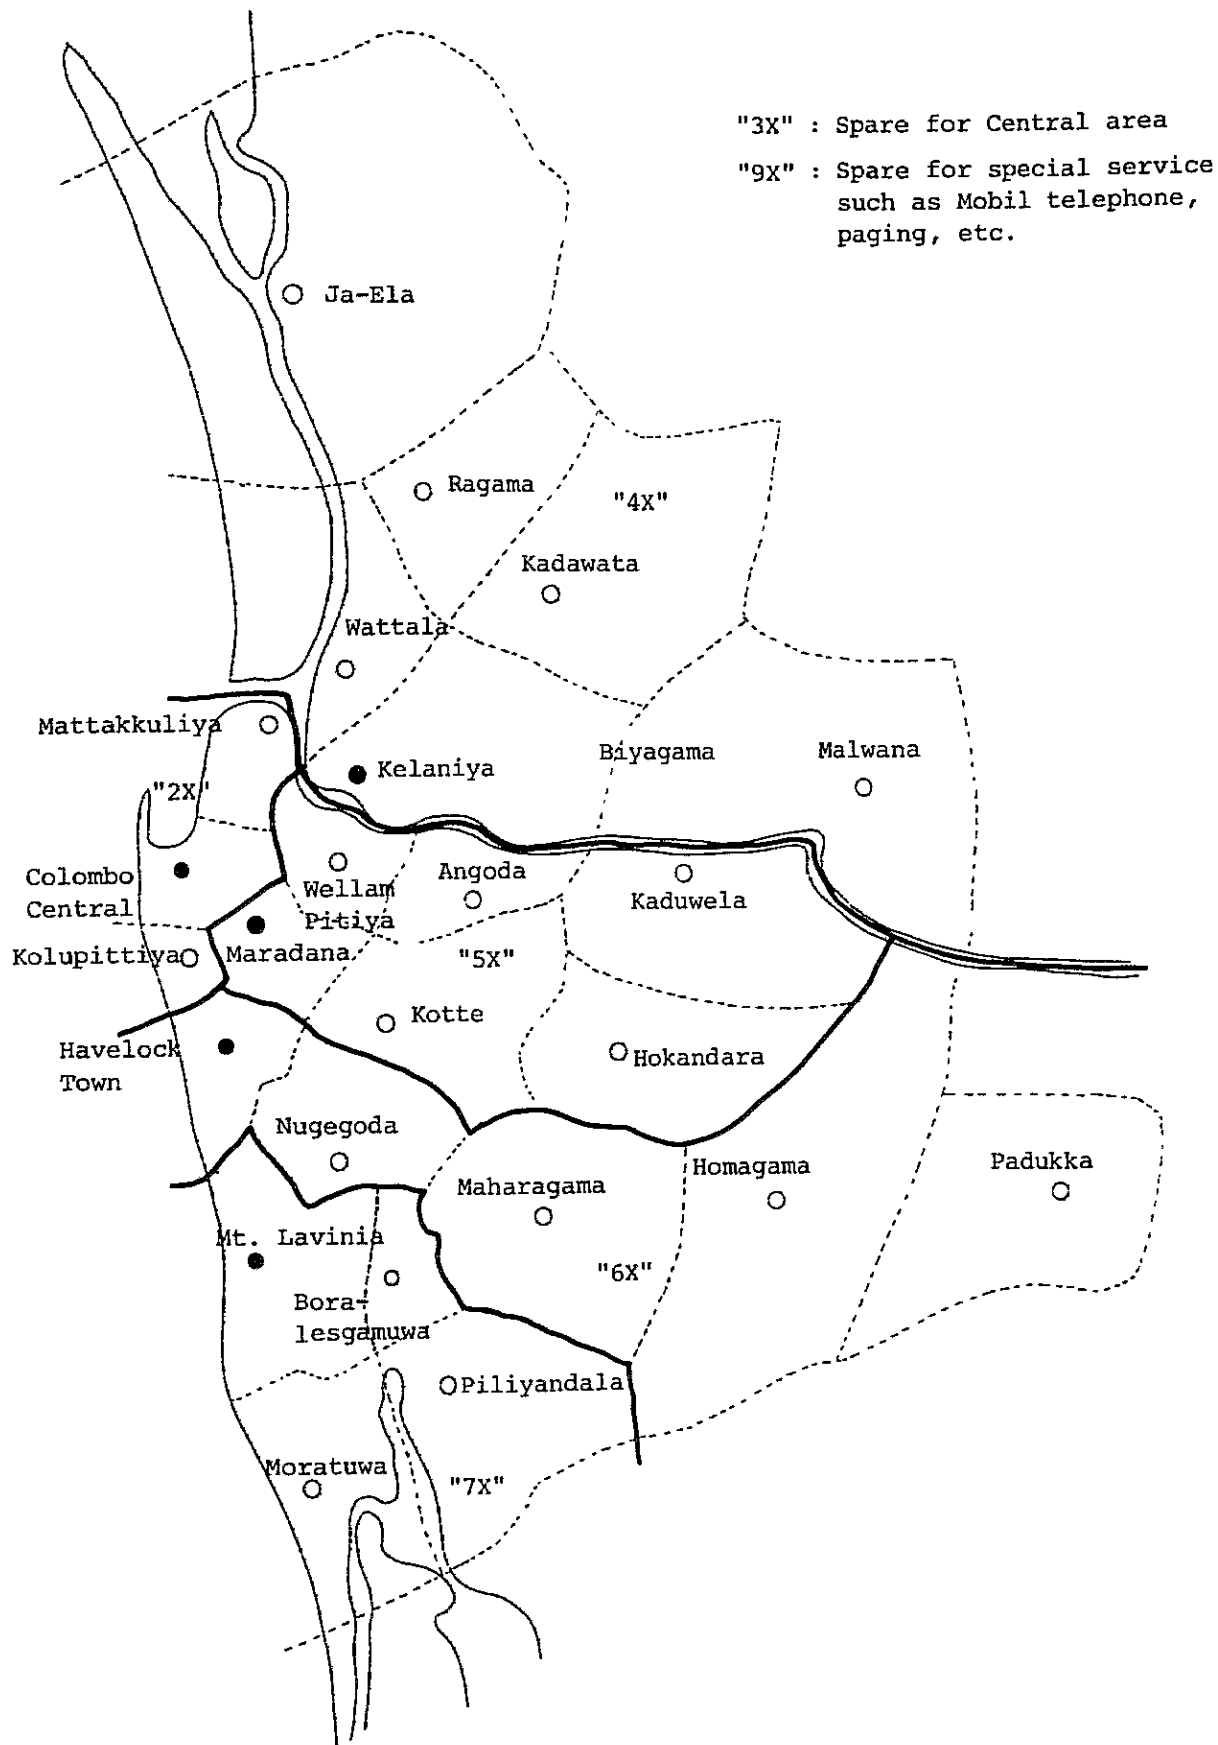 "3X" : Spare for Central area
"9X" : Spare for special service
such as Mobil telephone,
paging, etc.
Ja-Ela
Ragama
"4X"
Kadawata
Wattala
Mattakkuliya
Biyagama
Malwana
Kelaniya
"2X"
Colombo
Central
Wellam
Pitiya
Angoda
Kaduwela
Kolupittiya
Maradana
"5X"
Kotte
Havelock
Town
Hokandara
Nugegoda
Maharagama
Homagama
Padukka
Mt. Lavinia
"6X"
Bora-
lesgamuwa
Piliyandala
Moratuwa
"7X"